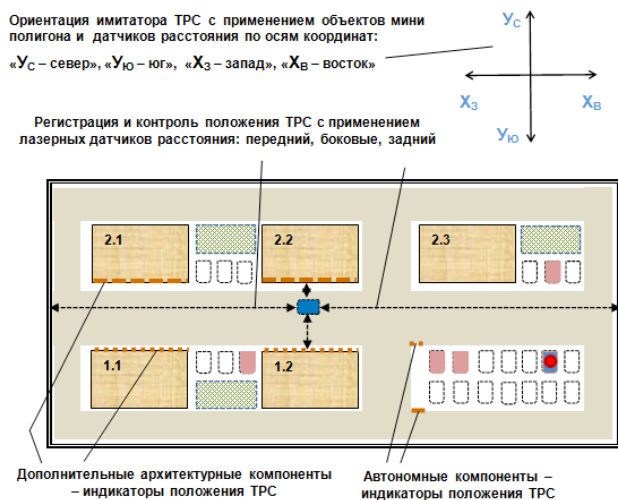 Ориентация имитатора ТРС с применением объектов мини
полигона и датчиков расстояния по осям координат:
«УС – север», «УЮ – юг», «ХЗ – запад», «ХВ – восток»
УС
ХЗ
ХВ
УЮ
Регистрация и контроль положения ТРС с применением
лазерных датчиков расстояния: передний, боковые, задний
2.1
2.2
2.3
1.1
1.2
Дополнительные архитектурные компоненты
– индикаторы положения ТРС
Автономные компоненты –
индикаторы положения ТРС